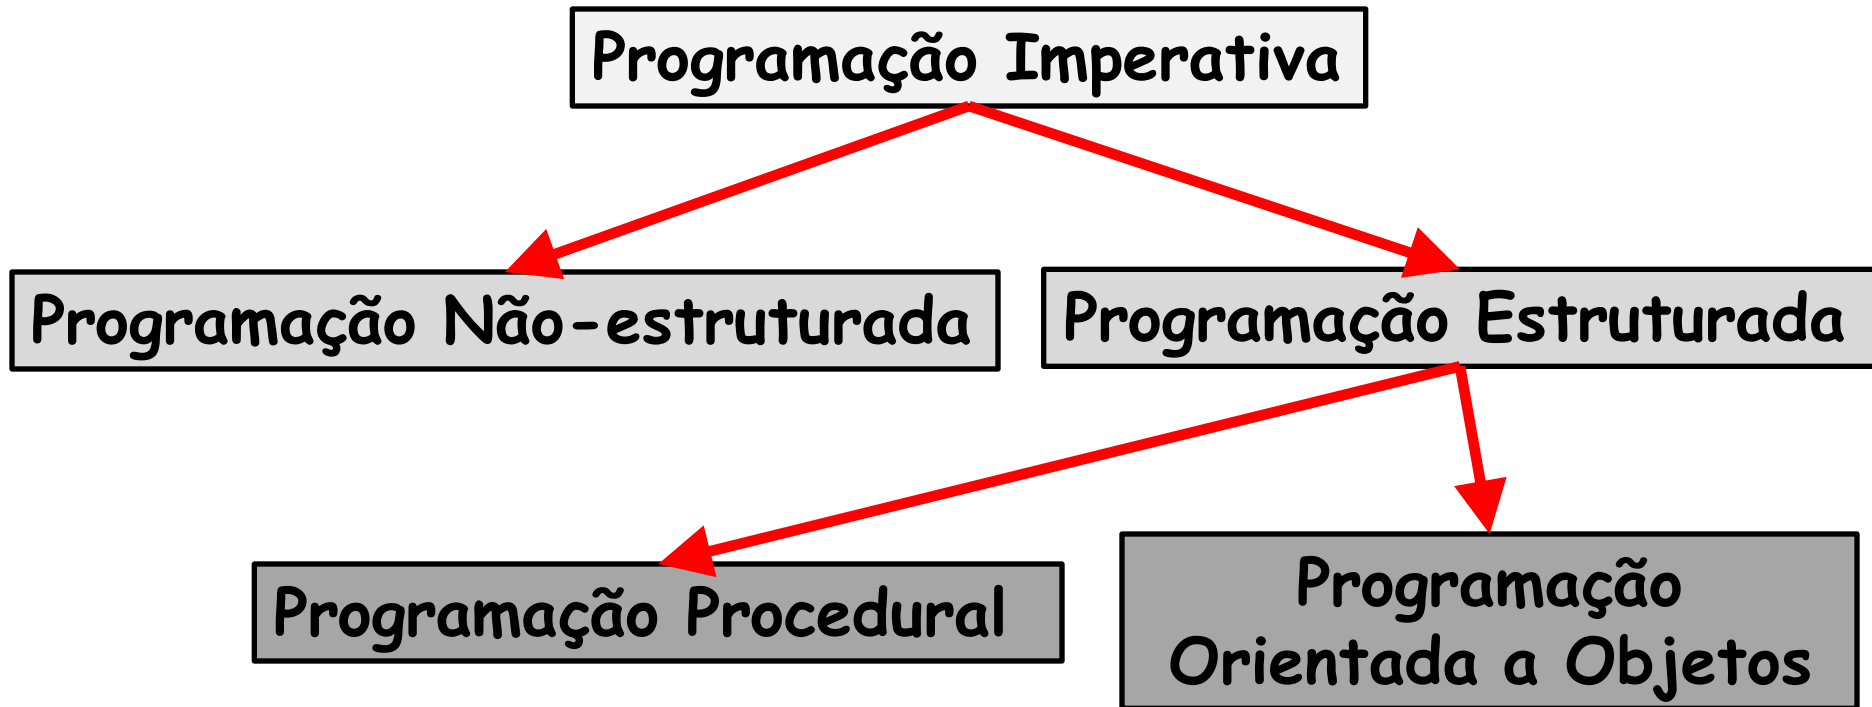 Programação Imperativa
Programação Não-estruturada
Programação Estruturada
Programação Procedural
Programação
Orientada a Objetos